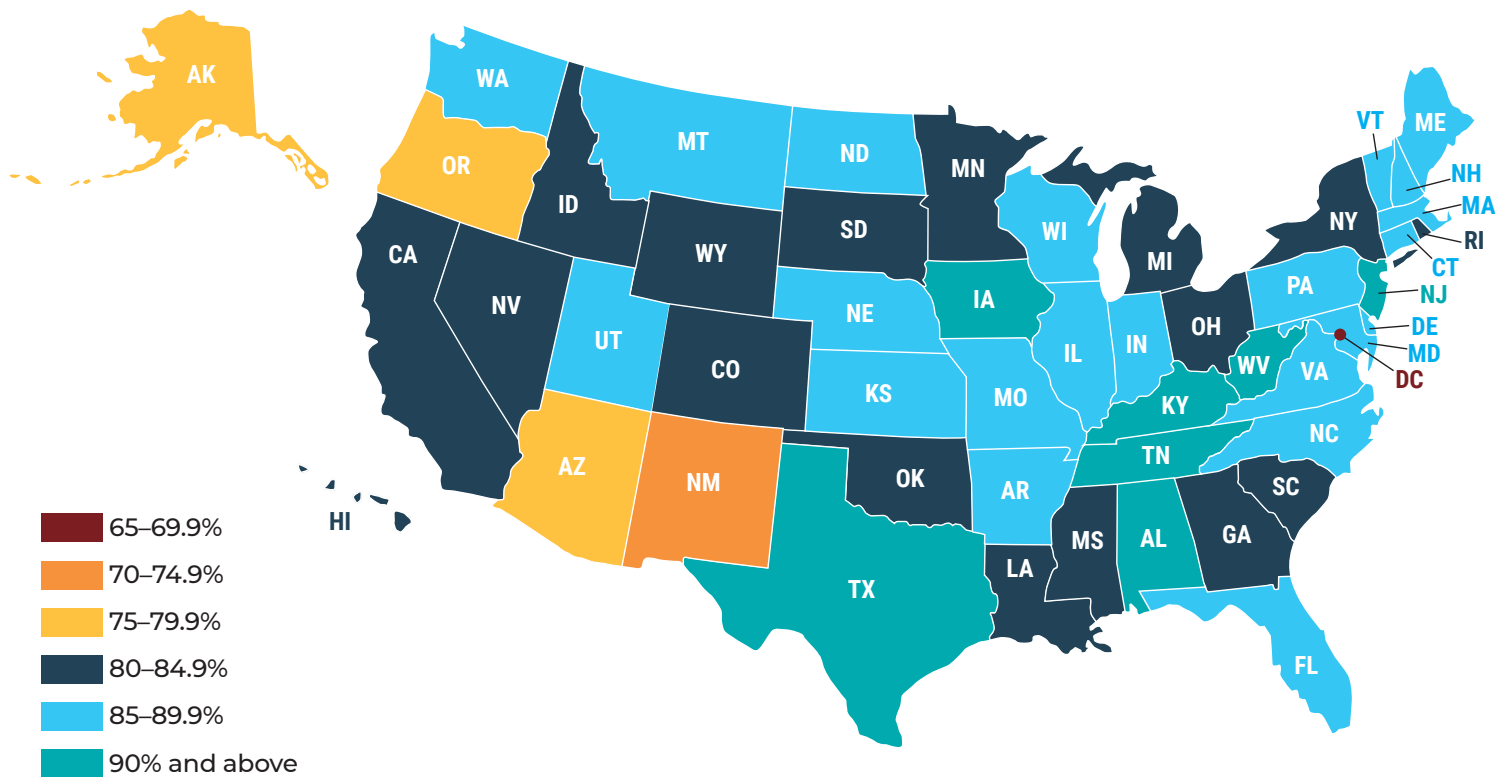 AK
WA
MT
ND
MN
VT
ME
OR
ID
SD
WI
NH
MA
NY
RI
CA
WY
MI
CT
NV
IA
PA
NJ
NE
UT
OH
DE
IL
IN
MD
CO
WV
VA
DC
KS
MO
KY
NC
TN
AZ
NM
OK
AR
SC
HI
MS
AL
GA
LA
TX
FL
65–69.9%
70–74.9%
75–79.9%
80–84.9%
85–89.9%
90% and above